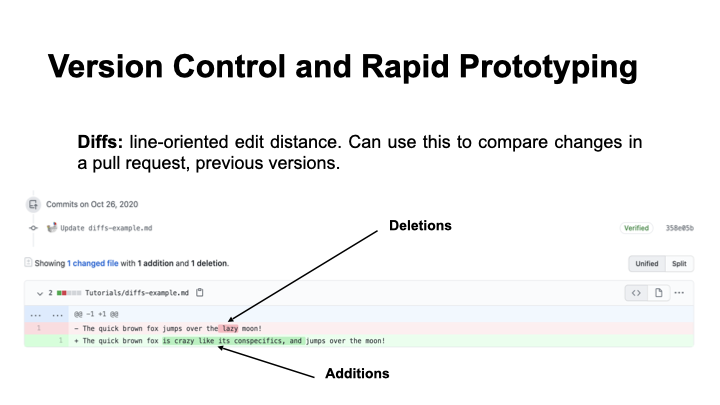 Version Control and Rapid Prototyping
Diffs: line-oriented edit distance. Can use this to compare changes in
a pull request, previous versions.
Commits on Oct 26, 2020
Deletions
Update diffs-example.md
Verified
358e05b
Showing 1 changed file with 1 addition and 1 deletion.
Unified Split
2 Tutorials/diffs-example.md
... ... @@ -1 +1 @@
1 - The quick brown fox jumps over the lazy moon!
1 + The quick brown fox is crazy like its conspecifics, and jumps over the moon!
Additions